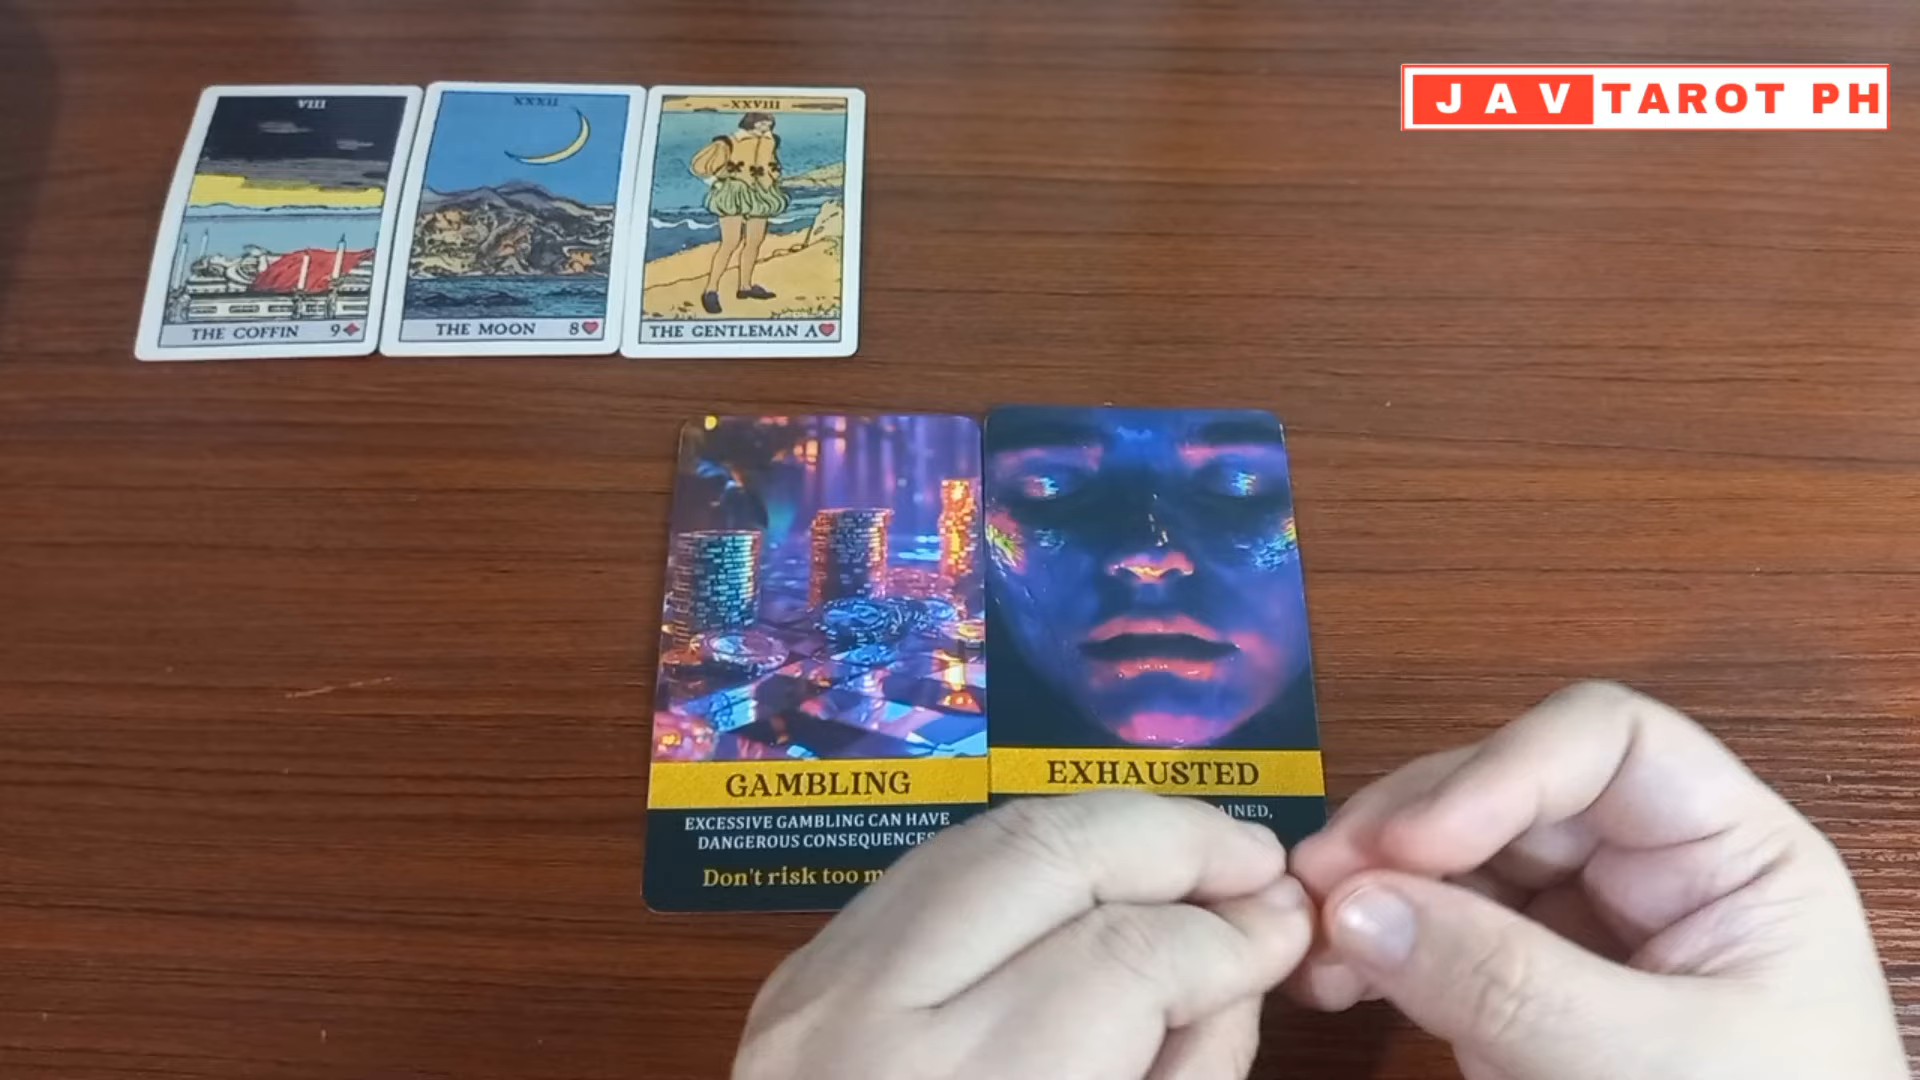 JAV TAROT PH
VIII
XXXII
XXVIII
THE COFFIN 9
THE MOON 8
THE GENTLEMAN A
GAMBLING
EXHAUSTED
EXCESSIVE GAMBLING CAN HAVE
DANGEROUS CONSEQUENCES
Don't risk too